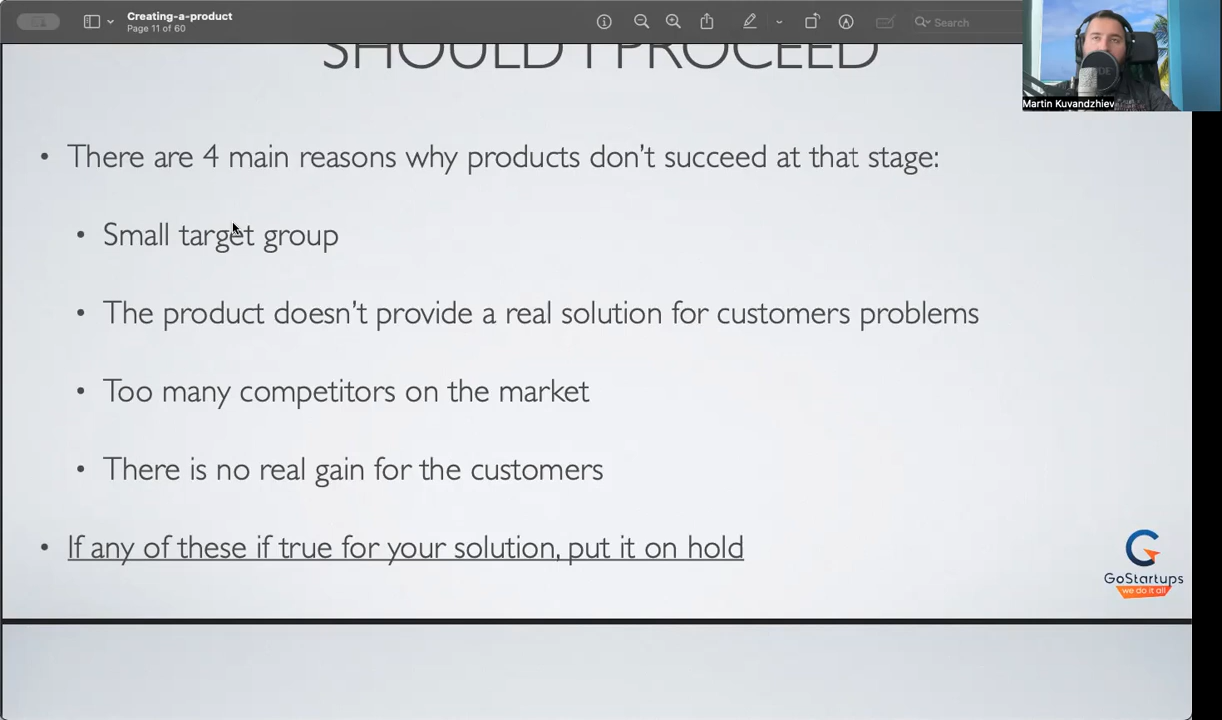 Creating-a-product
Page 11 of 60
Search
Martin Kuvandzhiev
SHOULD I PROCEED
• There are 4 main reasons why products don't succeed at that stage:
• Small target group
• The product doesn't provide a real solution for customers problems
• Too many competitors on the market
• There is no real gain for the customers
• If any of these if true for your solution, put it on hold
GoStartups
we do it all